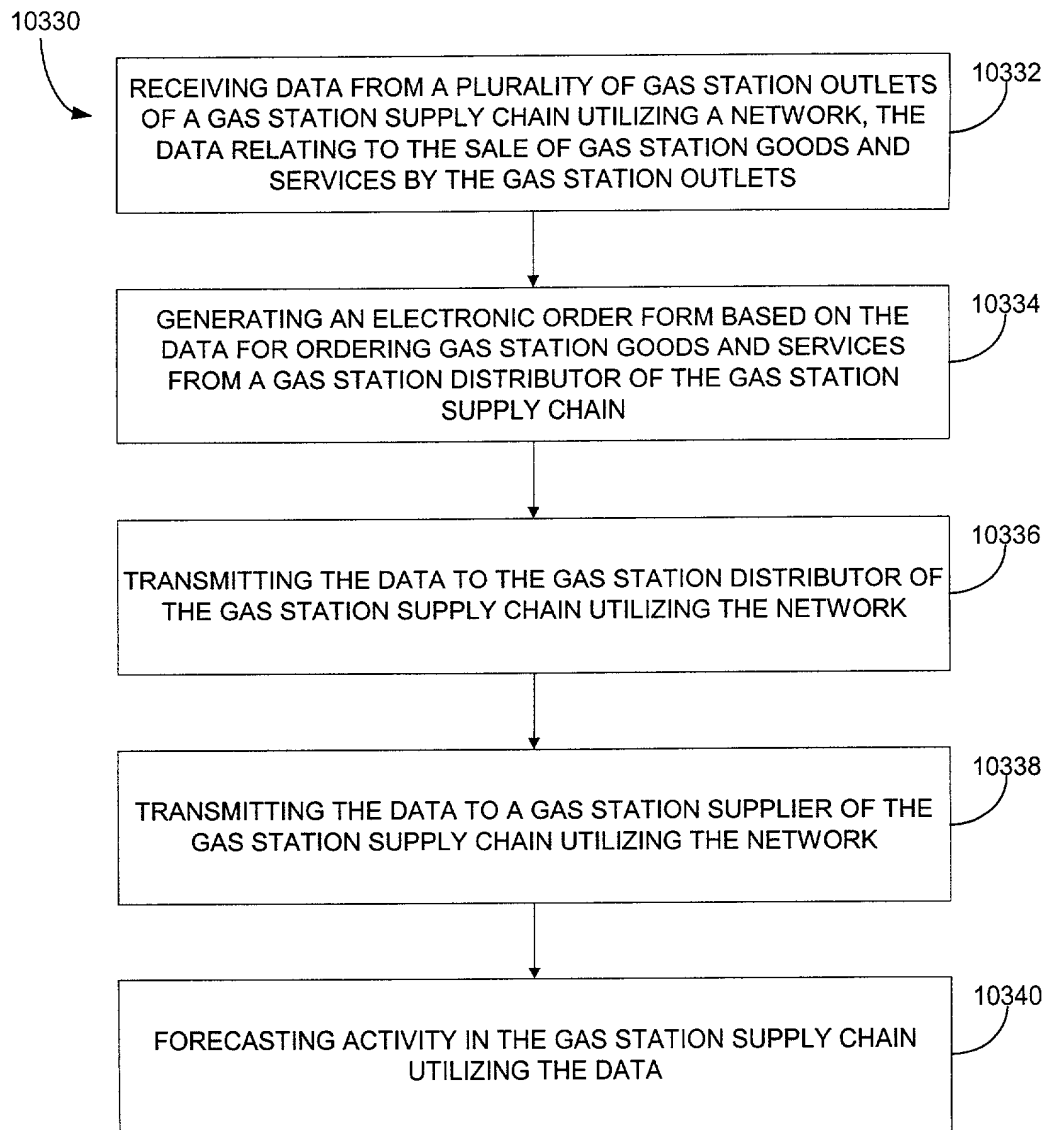 10330
10332
RECEIVING DATA FROM A PLURALITY OF GAS STATION OUTLETS
OF A GAS STATION SUPPLY CHAIN UTILIZING A NETWORK, THE
DATA RELATING TO THE SALE OF GAS STATION GOODS AND
SERVICES BY THE GAS STATION OUTLETS
10334
GENERATING AN ELECTRONIC ORDER FORM BASED ON THE
DATA FOR ORDERING GAS STATION GOODS AND SERVICES
FROM A GAS STATION DISTRIBUTOR OF THE GAS STATION
SUPPLY CHAIN
10336
TRANSMITTING THE DATA TO THE GAS STATION DISTRIBUTOR OF
THE GAS STATION SUPPLY CHAIN UTILIZING THE NETWORK
10338
TRANSMITTING THE DATA TO A GAS STATION SUPPLIER OF THE
GAS STATION SUPPLY CHAIN UTILIZING THE NETWORK
10340
FORECASTING ACTIVITY IN THE GAS STATION SUPPLY CHAIN
UTILIZING THE DATA